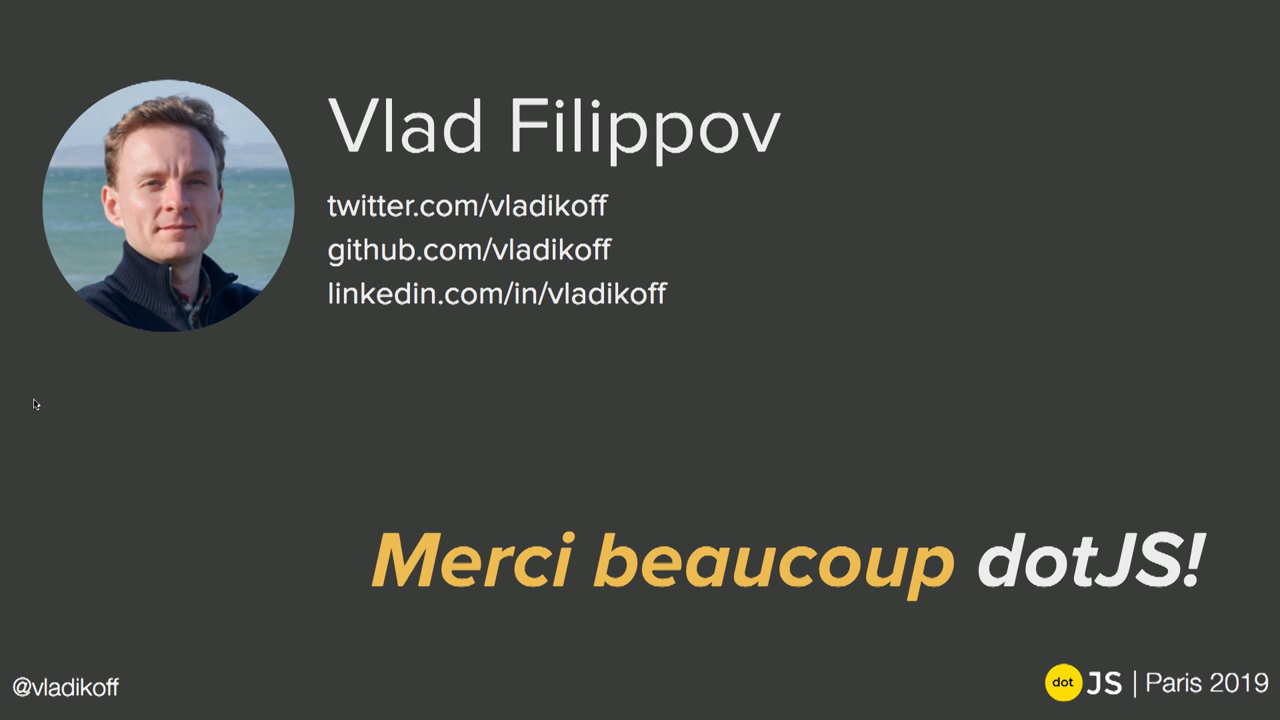 Vlad Filippov
twitter.com/vladikoff
github.com/vladikoff
linkedin.com/in/vladikoff
Merci beaucoup dotJS!
@vladikoff
dot JS | Paris 2019